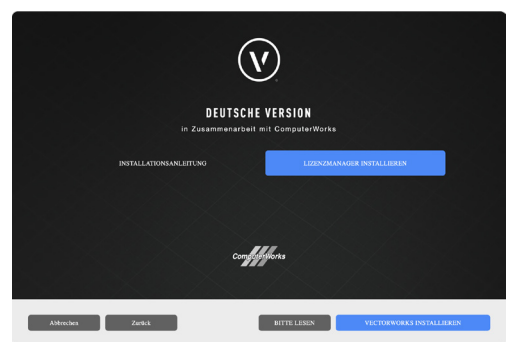 V
DEUTSCHE VERSION
in Zusammenarbeit mit ComputerWorks
INSTALLATIONSANLEITUNG
LIZENZMANAGER INSTALLIEREN
ComputerWorks
Abbrechen
Zurück
BITTE LESEN
VECTORWORKS INSTALLIEREN